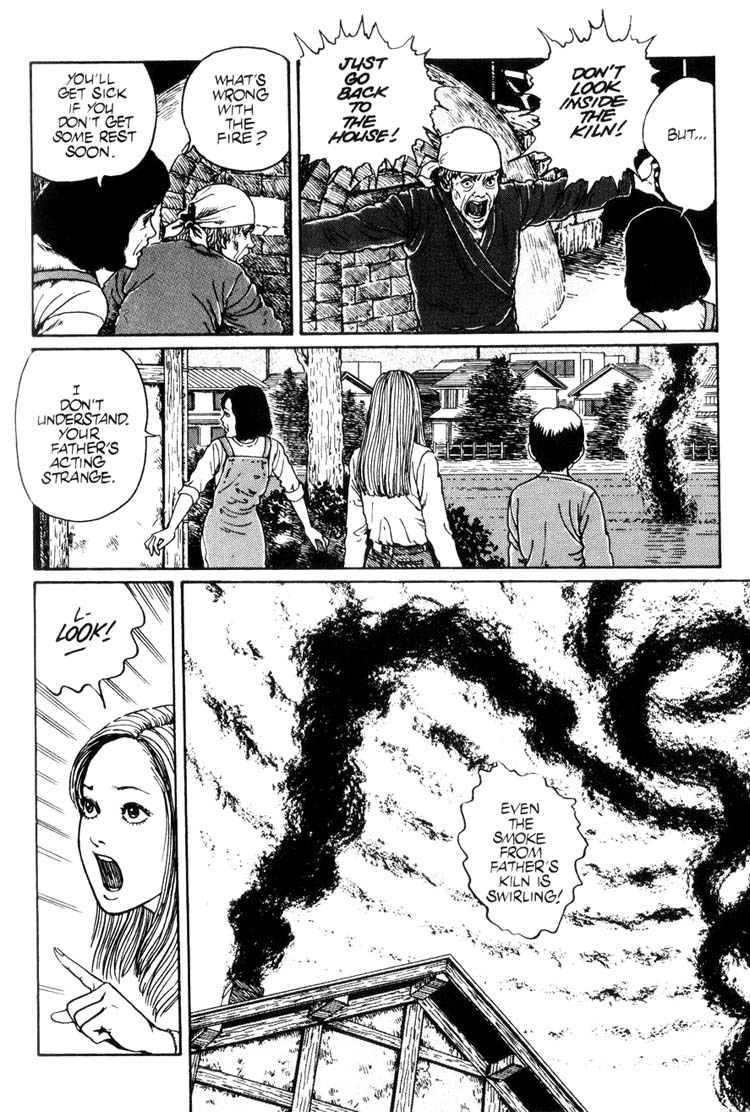 YOU'LL
GET SICK
IF YOU
DON'T GET
SOME REST
SOON.
WHAT'S
WRONG
WITH
THE
FIRE?
JUST
GO
BACK
TO
THE
HOUSE!
DON'T
LOOK
INSIDE
THE
KILN!
BUT...
I
DON'T
UNDERSTAND.
YOUR
FATHER'S
ACTING
STRANGE.
L-
LOOK!
EVEN
THE
SMOKE
FROM
FATHER'S
KILN IS
SWIRLING!